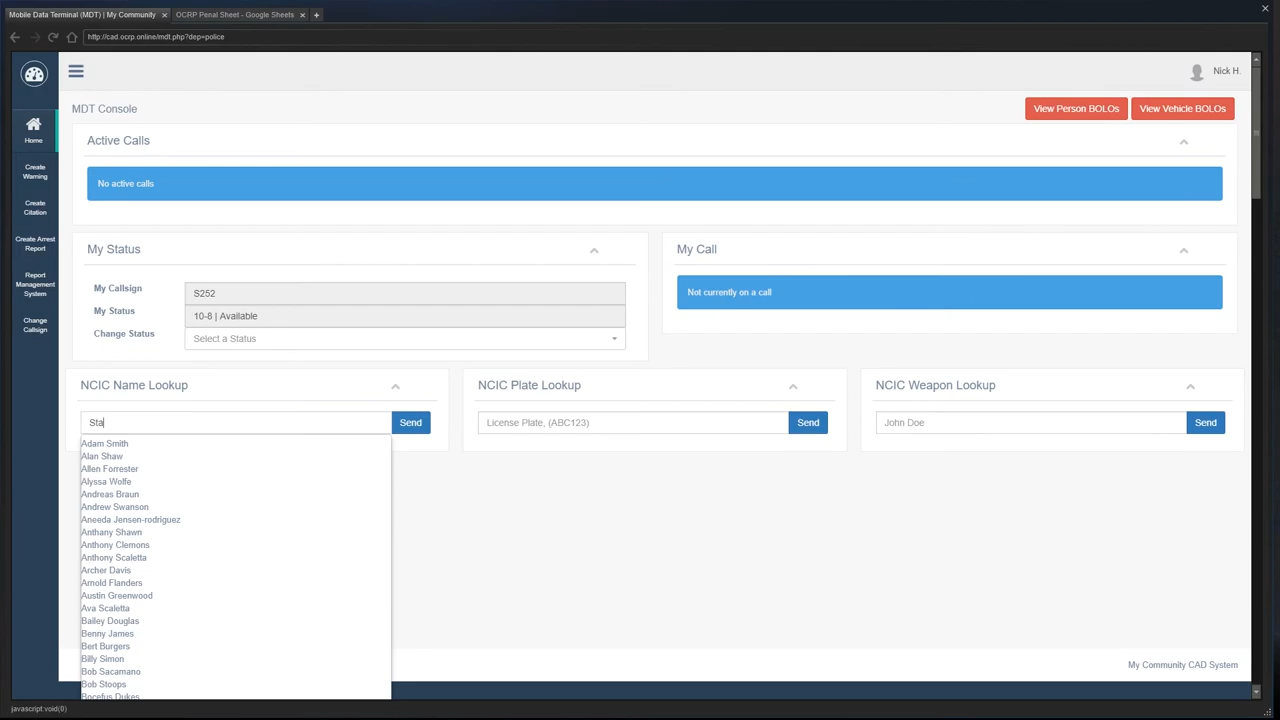 Mobile Data Terminal (MDT) | My Community
OCRP Penal Sheet - Google Sheets
http://cad.ocrp.online/mdt.php?dep=police
Nick H.
Home
Create
Warning
Create
Citation
Create Arrest
Report
Report
Management
System
Change
Callsign
MDT Console
View Person BOLOs
View Vehicle BOLOs
Active Calls
No active calls
My Status
My Callsign
S252
My Status
10-8 | Available
Change Status
Select a Status
My Call
Not currently on a call
NCIC Name Lookup
Sta
Send
NCIC Plate Lookup
License Plate, (ABC123)
Send
NCIC Weapon Lookup
John Doe
Send
Adam Smith
Alan Shaw
Allen Forrester
Alyssa Wolfe
Andreas Braun
Andrew Swanson
Aneeda Jensen-rodriguez
Anthany Shawn
Anthony Clemons
Anthony Scaletta
Archer Davis
Arnold Flanders
Austin Greenwood
Ava Scaletta
Bailey Douglas
Benny James
Bert Burgers
Billy Simon
Bob Sacamano
Bob Stoops
Bocefus Dukes
My Community CAD System
javascript:void(0)